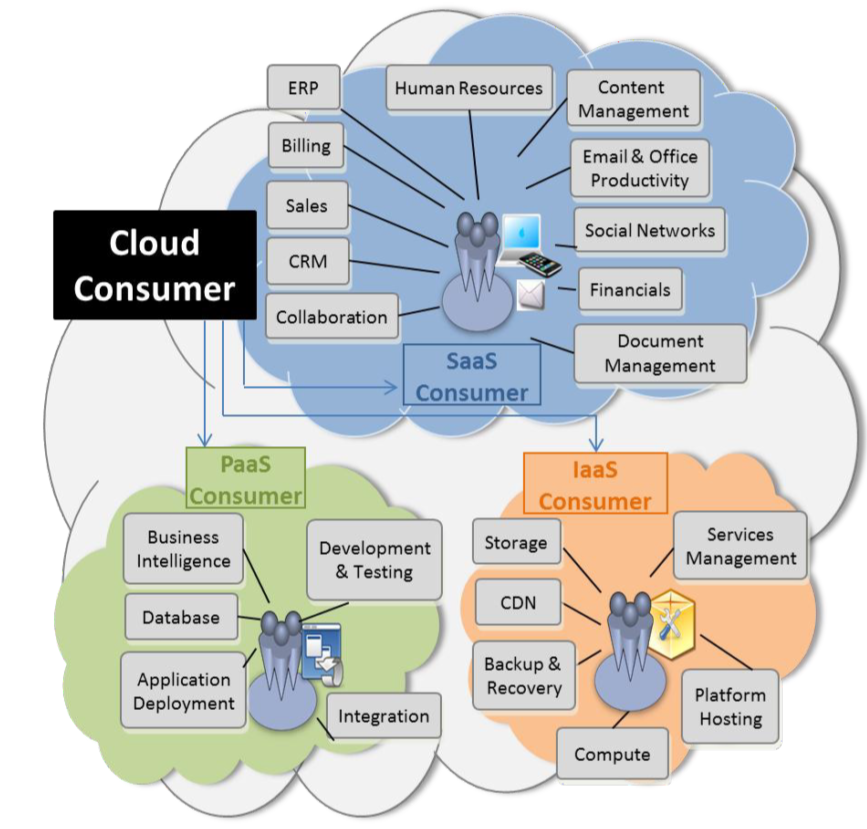 ERP
Human Resources
Content
Management
Billing
Email & Office
Productivity
Sales
Social Networks
Cloud
Consumer
CRM
Financials
Collaboration
Document
Management
SaaS
Consumer
PaaS
Consumer
IaaS
Consumer
Business
Intelligence
Development
& Testing
Database
Application
Deployment
Integration
Storage
Services
Management
CDN
Backup &
Recovery
Platform
Hosting
Compute